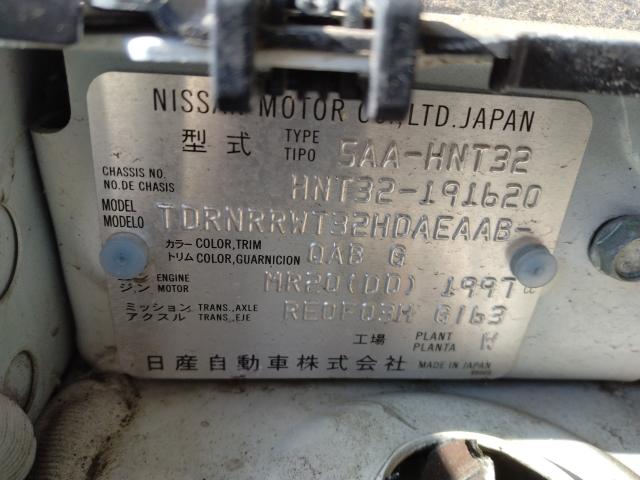 NISSAN MOTOR CO.,LTD.JAPAN
型式 TYPE TIPO 5AA-HNT32
CHASSIS NO. NO.DE CHASIS HNT32-191620
MODEL MODELO TDRNRRWT32HDAEAAB-
カラー COLOR,TRIM
トリム COLOR,GUARNICION QAB G
ジン ENGINE MOTOR MR20(DD) 1997cc
ミッション TRANS.,AXLE
アクスル TRANS.,EJE RE0F03H G163
工場 PLANT PLANTA W
日産自動車株式会社 MADE IN JAPAN